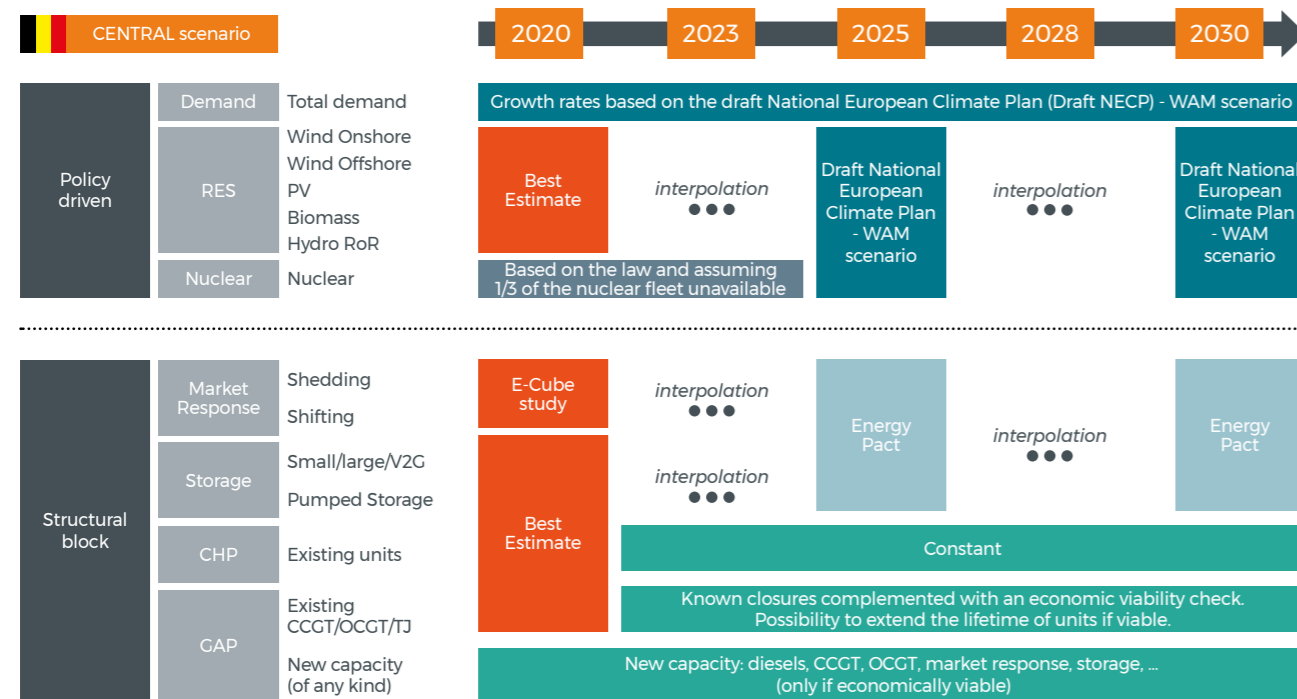 CENTRAL scenario
2020
2023
2025
2028
2030
Policy
driven
Demand
Total demand
Growth rates based on the draft National European Climate Plan (Draft NECP) - WAM scenario
RES
Wind Onshore
Wind Offshore
PV
Biomass
Hydro RoR
Best
Estimate
interpolation
Draft National
European
Climate Plan
- WAM
scenario
interpolation
Draft National
European
Climate Plan
- WAM
scenario
Nuclear
Nuclear
Based on the law and assuming
1/3 of the nuclear fleet unavailable
Structural
block
Market
Response
Shedding
Shifting
E-Cube
study
interpolation
Energy
Pact
interpolation
Energy
Pact
Storage
Small/large/V2G
Pumped Storage
interpolation
Best
Estimate
CHP
Existing units
Constant
GAP
Existing
CCGT/OCGT/TJ
Known closures complemented with an economic viability check.
Possibility to extend the lifetime of units if viable.
New capacity
(of any kind)
New capacity: diesels, CCGT, OCGT, market response, storage, ...
(only if economically viable)